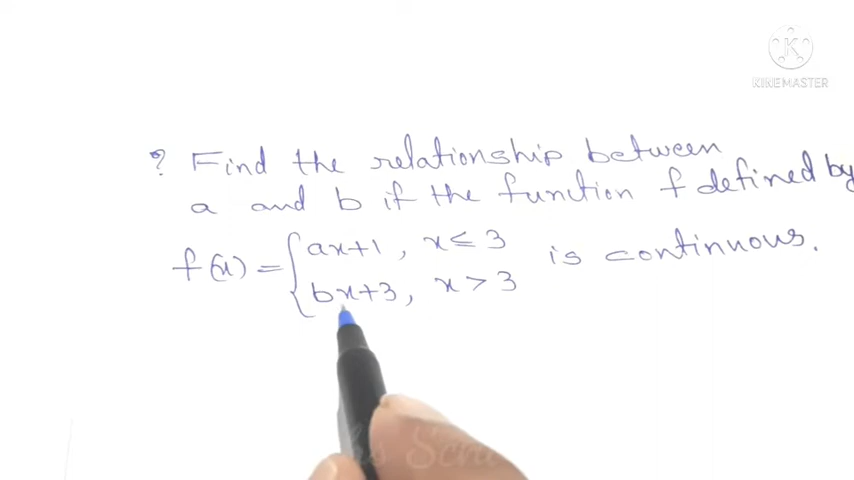 K
KINEMASTER
? Find the relationship between
a and b if the function f defined by
f(x) = { ax+1, x ≤ 3
bx+3, x > 3 is continuous.